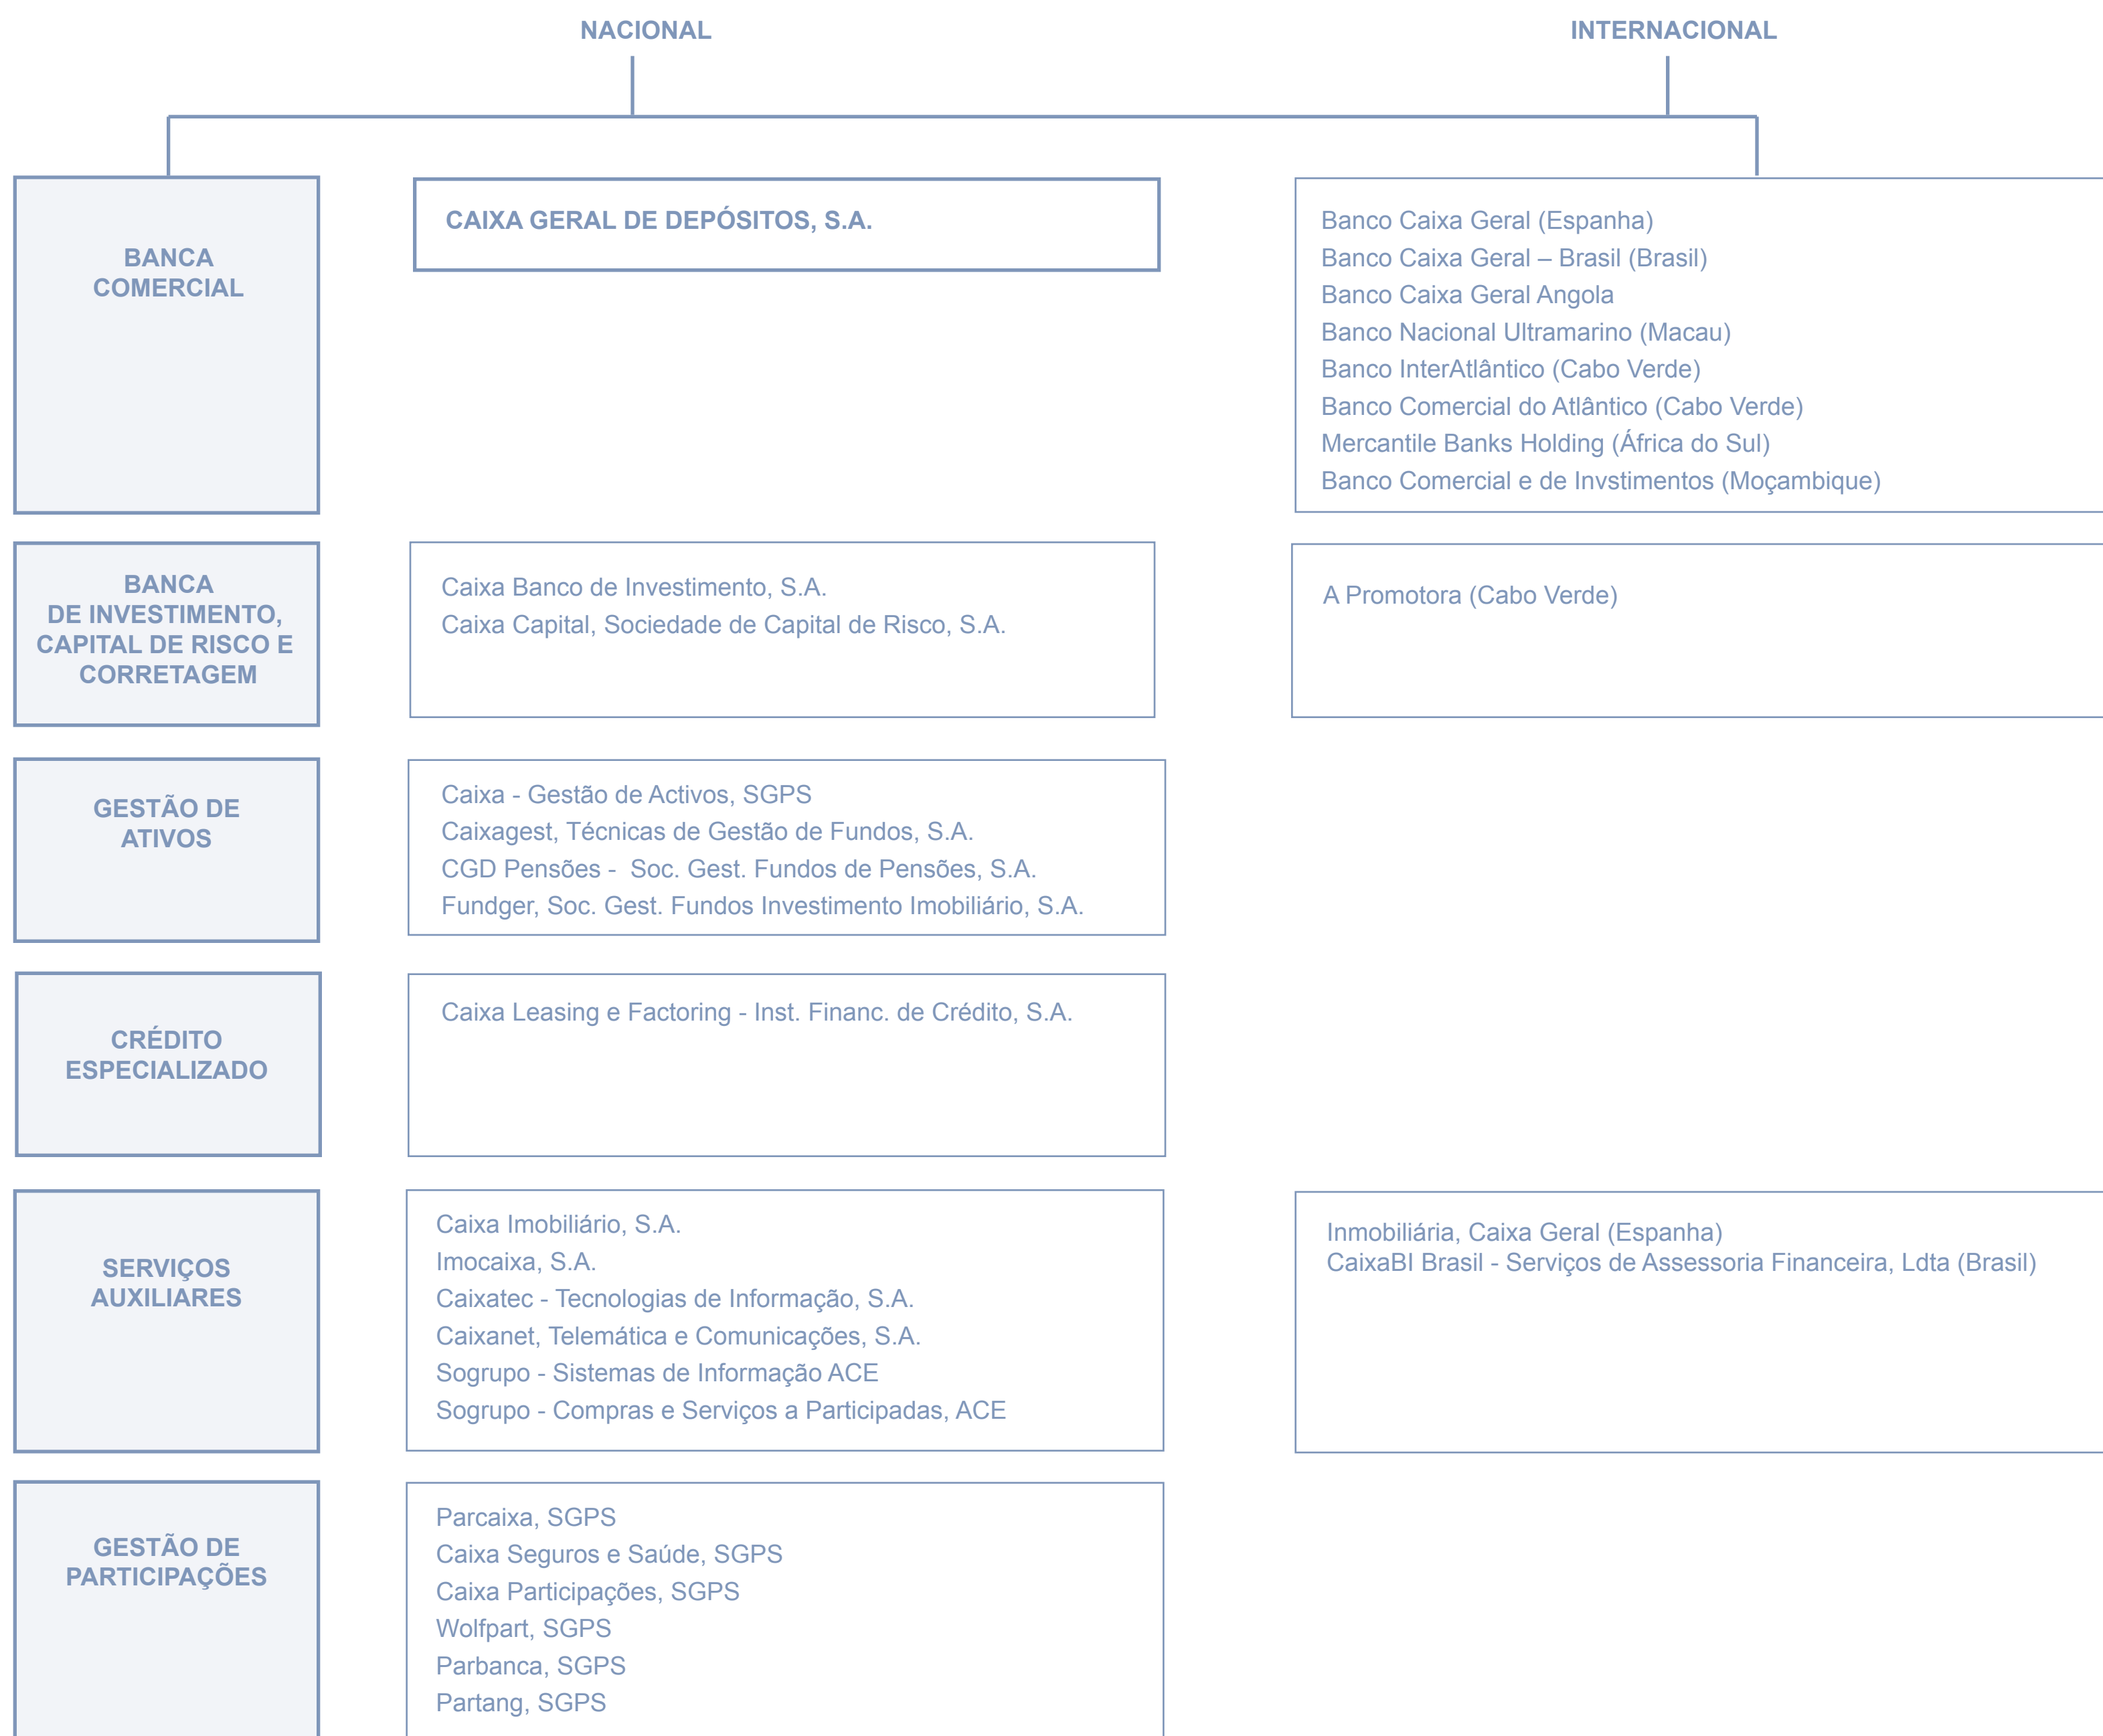 NACIONAL
INTERNACIONAL
BANCA
COMERCIAL
CAIXA GERAL DE DEPÓSITOS, S.A.
Banco Caixa Geral (Espanha)
Banco Caixa Geral – Brasil (Brasil)
Banco Caixa Geral Angola
Banco Nacional Ultramarino (Macau)
Banco InterAtlântico (Cabo Verde)
Banco Comercial do Atlântico (Cabo Verde)
Mercantile Banks Holding (África do Sul)
Banco Comercial e de Invstimentos (Moçambique)
BANCA
DE INVESTIMENTO,
CAPITAL DE RISCO E
CORRETAGEM
Caixa Banco de Investimento, S.A.
Caixa Capital, Sociedade de Capital de Risco, S.A.
A Promotora (Cabo Verde)
GESTÃO DE
ATIVOS
Caixa - Gestão de Activos, SGPS
Caixagest, Técnicas de Gestão de Fundos, S.A.
CGD Pensões - Soc. Gest. Fundos de Pensões, S.A.
Fundger, Soc. Gest. Fundos Investimento Imobiliário, S.A.
CRÉDITO
ESPECIALIZADO
Caixa Leasing e Factoring - Inst. Financ. de Crédito, S.A.
SERVIÇOS
AUXILIARES
Caixa Imobiliário, S.A.
Imocaixa, S.A.
Caixatec - Tecnologias de Informação, S.A.
Caixanet, Telemática e Comunicações, S.A.
Sogrupo - Sistemas de Informação ACE
Sogrupo - Compras e Serviços a Participadas, ACE
Inmobiliária, Caixa Geral (Espanha)
CaixaBI Brasil - Serviços de Assessoria Financeira, Ldta (Brasil)
GESTÃO DE
PARTICIPAÇÕES
Parcaixa, SGPS
Caixa Seguros e Saúde, SGPS
Caixa Participações, SGPS
Wolfpart, SGPS
Parbanca, SGPS
Partang, SGPS